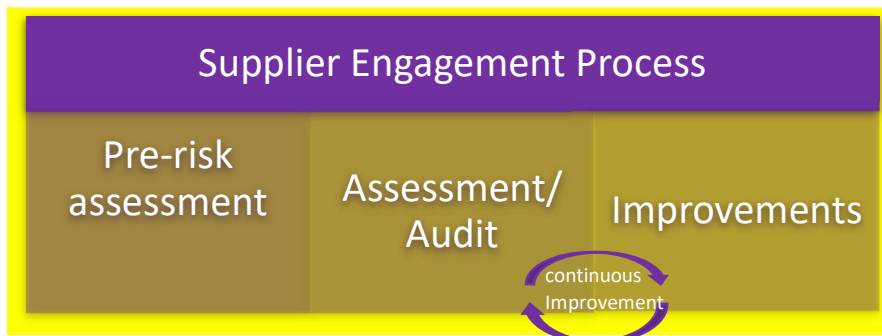 Supplier Engagement Process
Pre-risk
assessment
Assessment/
Audit
Improvements
continuous
Improvement